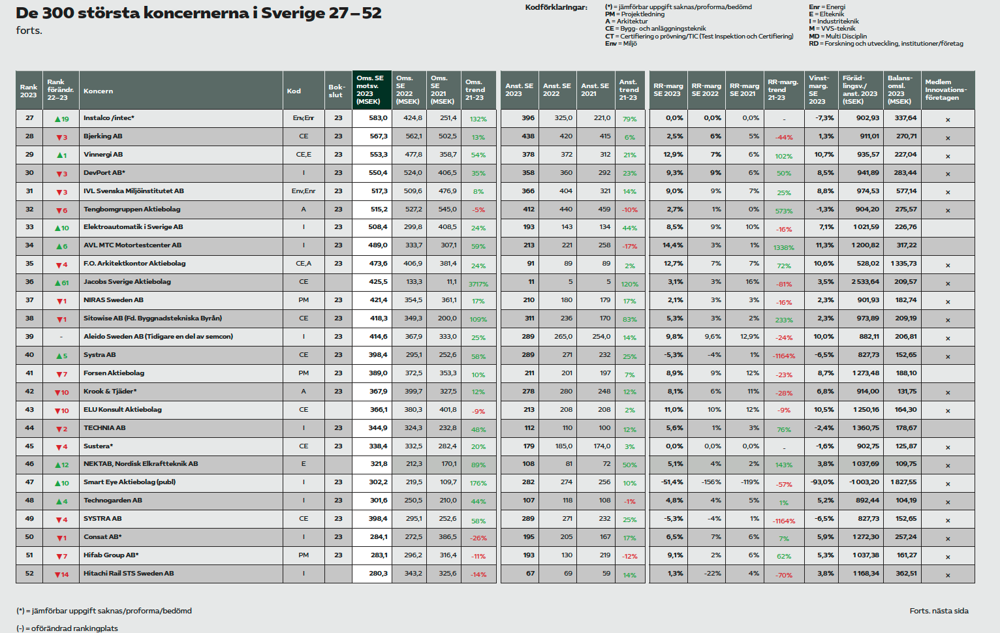 De 300 största koncernerna i Sverige 27–52
forts.
Kodförklaringar:
(*) = jämförbar uppgift saknas/proforma/bedömd
PM = Projektledning
A = Arkitektur
CE = Bygg- och anläggningsteknik
CT = Certifiering o prövning/TIC (Test Inspektion och Certifiering)
Env = Miljö
Enr = Energi
E = Elteknik
I = Industriteknik
M = VVS-teknik
MD = Multi Disciplin
RD = Forskning och utveckling, institutioner/företag
Rank 2023 | Rank förändr. 22–23 | Koncern | Kod | Bok-slut | Oms. SE motsv. 2023 (MSEK) | Oms. SE 2022 (MSEK) | Oms. SE 2021 (MSEK) | Oms. trend 21-23 | Anst. SE 2023 | Anst. SE 2022 | Anst. SE 2021 | Anst. trend 21-23 | RR-marg SE 2023 | RR-marg SE 2022 | RR-marg SE 2021 | RR-marg. trend 21-23 | Vinst-marg. SE 2023 | Föräd-lingsv./ anst. 2023 (tSEK) | Balans-omsl. 2023 (MSEK) | Medlem Innovations-företagen
27 ▲19 Instalco /intec* Env,Enr 23 583,0 424,8 251,4 132% 396 325,0 221,0 79% 0,0% 0,0% 0,0% - -7,3% 902,93 337,64 ×
28 ▼3 Bjerking AB CE 23 567,3 562,1 502,5 13% 438 420 415 6% 2,5% 6% 5% -44% 1,3% 911,01 270,71 ×
29 ▲1 Vinnergi AB CE,E 23 553,3 477,8 358,7 54% 378 372 312 21% 12,9% 7% 6% 102% 10,7% 935,57 227,04 ×
30 ▼3 DevPort AB* I 23 550,4 524,0 406,5 35% 358 360 292 23% 9,3% 9% 6% 50% 8,5% 941,89 283,44 ×
31 ▼3 IVL Svenska Miljöinstitutet AB Env,Enr 23 517,3 509,6 476,9 8% 366 404 321 14% 9,0% 9% 7% 25% 8,8% 974,53 577,14 ×
32 ▼6 Tengbomgruppen Aktiebolag A 23 515,2 527,2 545,0 -5% 412 440 459 -10% 2,7% 1% 0% 573% -1,3% 904,20 275,57 ×
33 ▲10 Elektroautomatik i Sverige AB I 23 508,4 299,8 408,5 24% 193 143 134 44% 8,5% 9% 10% -16% 7,1% 1 021,59 226,76
34 ▲6 AVL MTC Motortestcenter AB I 23 489,0 333,7 307,1 59% 213 221 258 -17% 14,4% 3% 1% 1338% 11,3% 1 200,82 317,22
35 ▼4 F.O. Arkitektkontor Aktiebolag CE,A 23 473,6 406,9 381,4 24% 91 89 89 2% 12,7% 7% 7% 72% 10,6% 528,02 1 335,73 ×
36 ▲61 Jacobs Sverige Aktiebolag CE 425,5 133,3 11,1 3717% 11 5 5 120% 3,1% 3% 16% -81% 3,5% 2 533,64 209,57 ×
37 ▼1 NIRAS Sweden AB PM 23 421,4 354,5 361,1 17% 210 180 179 17% 2,1% 3% 3% -16% 2,3% 901,93 182,74 ×
38 ▼1 Sitowise AB (Fd. Byggnadstekniska Byrån) CE 23 418,3 349,3 200,0 109% 311 236 170 83% 5,3% 3% 2% 233% 2,3% 973,89 209,19 ×
39 - Aleido Sweden AB (Tidigare en del av semcon) I 23 414,6 367,9 333,0 25% 289 265,0 254,0 14% 9,8% 9,6% 12,9% -24% 10,0% 882,11 206,81 ×
40 ▲5 Systra AB CE 23 398,4 295,1 252,6 58% 289 271 232 25% -5,3% -4% 1% -1164% -6,5% 827,73 152,65 ×
41 ▼7 Forsen Aktiebolag PM 23 389,0 372,5 353,3 10% 211 201 197 7% 8,9% 9% 12% -23% 8,7% 1 273,48 188,10
42 ▼10 Krook & Tjäder* A 23 367,9 399,7 327,5 12% 278 280 248 12% 8,1% 6% 11% -28% 6,8% 914,00 131,75 ×
43 ▼10 ELU Konsult Aktiebolag CE 23 366,1 380,3 401,8 -9% 213 208 208 2% 11,0% 10% 12% -9% 10,5% 1 250,16 164,30 ×
44 ▼2 TECHNIA AB I 23 344,9 324,3 232,8 48% 112 110 100 12% 5,6% 1% 3% 76% -2,4% 1 360,75 178,67
45 ▼4 Sustera* CE 23 338,4 332,5 282,4 20% 179 185,0 174,0 3% 0,0% 0,0% 0,0% - -1,6% 902,75 125,87 ×
46 ▲12 NEKTAB, Nordisk Elkraftteknik AB E 321,8 212,3 170,1 89% 108 81 72 50% 5,1% 4% 2% 143% 3,8% 1 037,69 109,75 ×
47 ▲10 Smart Eye Aktiebolag (publ) I 23 302,2 219,5 109,7 176% 282 274 256 10% -51,4% -156% -119% -57% -93,0% -1 003,20 1 827,55 ×
48 ▲4 Technogarden AB I 23 301,6 250,5 210,0 44% 107 118 108 -1% 4,8% 4% 5% 1% 5,2% 892,44 104,19 ×
49 ▼4 SYSTRA AB CE 23 398,4 295,1 252,6 58% 289 271 232 25% -5,3% -4% 1% -1164% -6,5% 827,73 152,65 ×
50 ▼1 Consat AB* I 23 284,1 272,5 386,5 -26% 195 205 167 17% 6,5% 7% 6% 7% 5,9% 1 272,30 257,24 ×
51 ▼7 Hifab Group AB* PM 23 283,1 296,2 316,4 -11% 193 130 219 -12% 9,1% 2% 6% 62% 5,3% 1 037,38 161,27 ×
52 ▼14 Hitachi Rail STS Sweden AB I 280,3 343,2 325,6 -14% 67 69 59 14% 1,3% -22% 4% -70% 3,8% 1 168,34 362,51 ×
(*) = jämförbar uppgift saknas/proforma/bedömd
Forts. nästa sida
(-) = oförändrad rankingplats